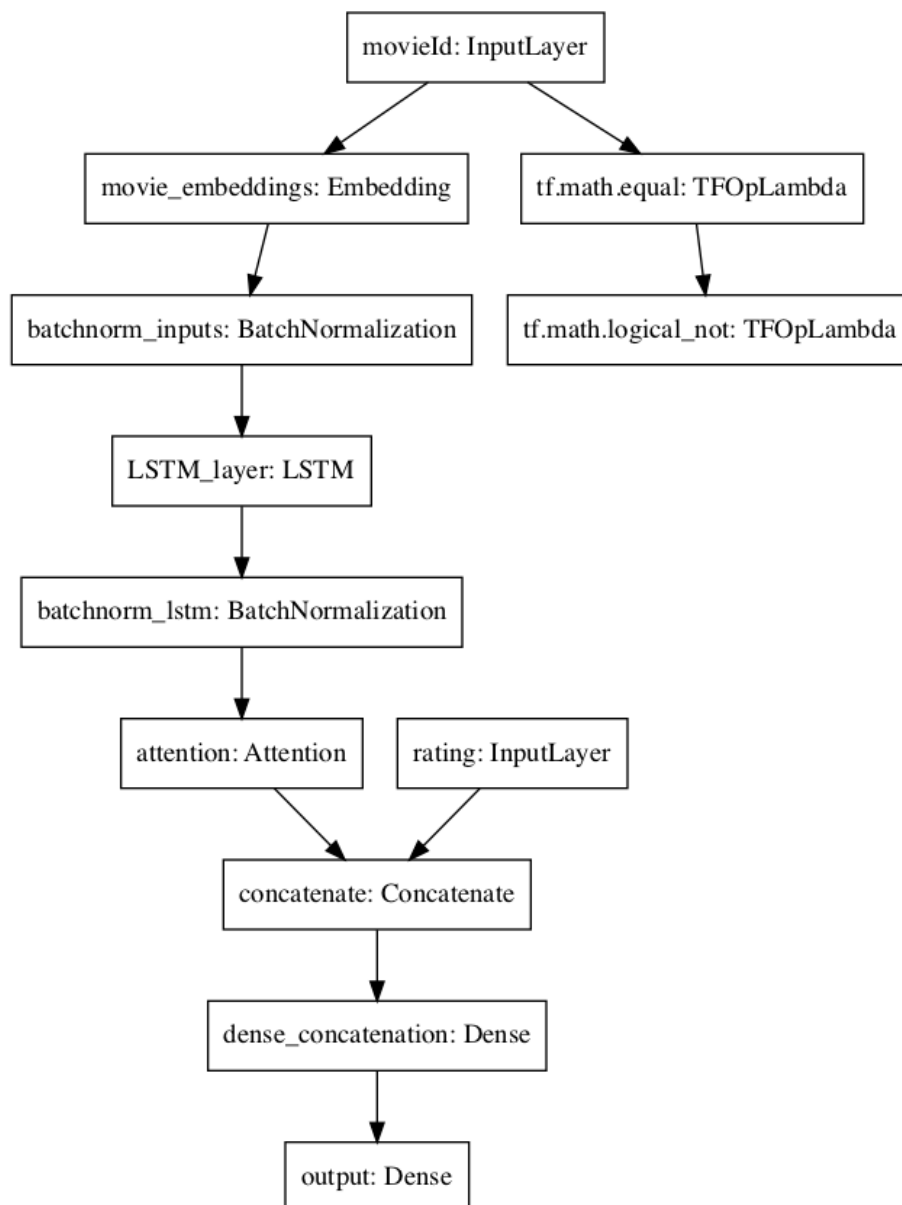 movieId: InputLayer
movie_embeddings: Embedding
tf.math.equal: TFOpLambda
batchnorm_inputs: BatchNormalization
tf.math.logical_not: TFOpLambda
LSTM_layer: LSTM
batchnorm_lstm: BatchNormalization
attention: Attention
rating: InputLayer
concatenate: Concatenate
dense_concatenation: Dense
output: Dense